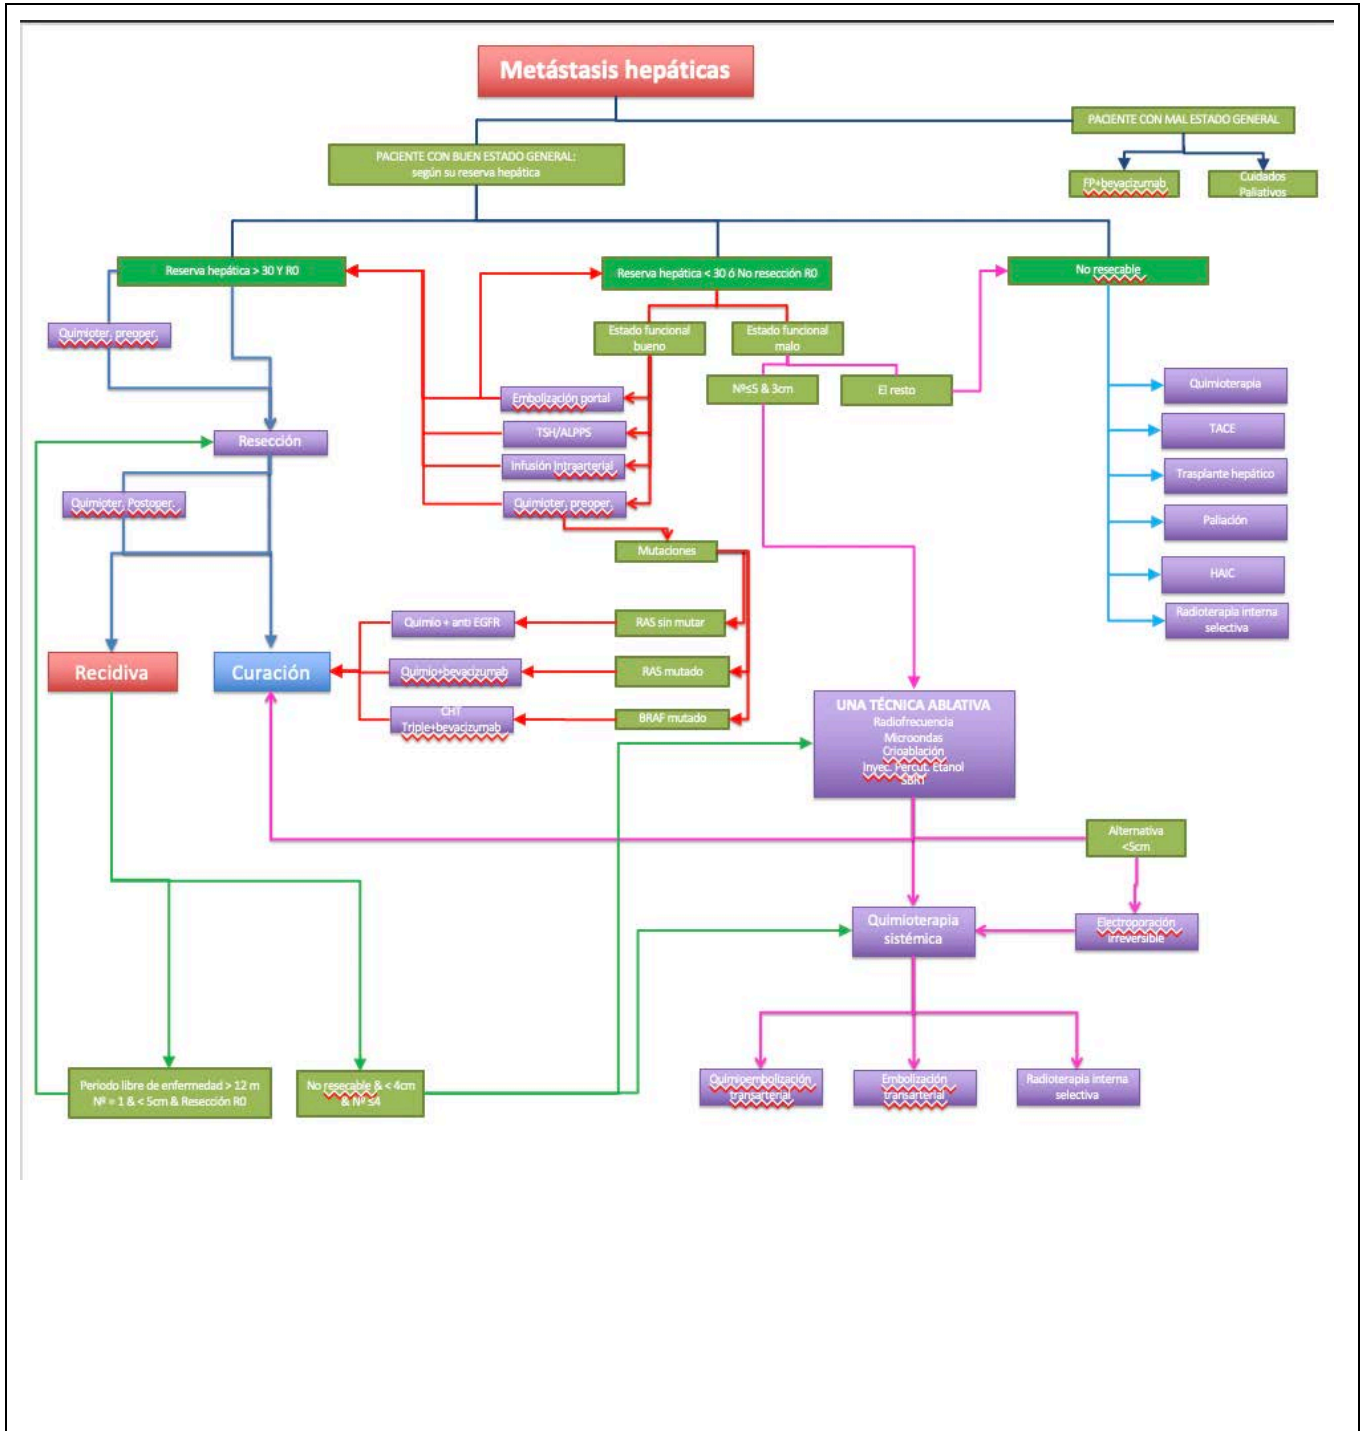 Metástasis hepáticas
PACIENTE CON MAL ESTADO GENERAL
PACIENTE CON BUEN ESTADO GENERAL:
según su reserva hepática
FP+bevacizumab
Cuidados
Paliativos
Reserva hepática > 30 Y R0
Reserva hepática < 30 ó No resección R0
No resecable
Quimioter. preoper.
Estado funcional
bueno
Estado funcional
malo
Nº≤5 & 3cm
El resto
Embolización portal
TSH/ALPPS
Infusión Intraarterial
Quimioter. preoper.
Quimioterapia
TACE
Trasplante hepático
Paliación
HAIC
Radioterapia interna
selectiva
Resección
Quimioter. Postoper.
Mutaciones
Quimio + anti EGFR
RAS sin mutar
Quimio+bevacizumab
RAS mutado
CHT
Triple+bevacizumab
BRAF mutado
Recidiva
Curación
UNA TÉCNICA ABLATIVA
Radiofrecuencia
Microondas
Crioablación
Inyec. Percut. Etanol
SBRT
Alternativa
<5cm
Quimioterapia
sistémica
Electroporación
irreversible
Periodo libre de enfermedad > 12 m
Nº = 1 & < 5cm & Resección R0
No resecable & < 4cm
& Nº ≤4
Quimioembolización
transarterial
Embolización
transarterial
Radioterapia interna
selectiva